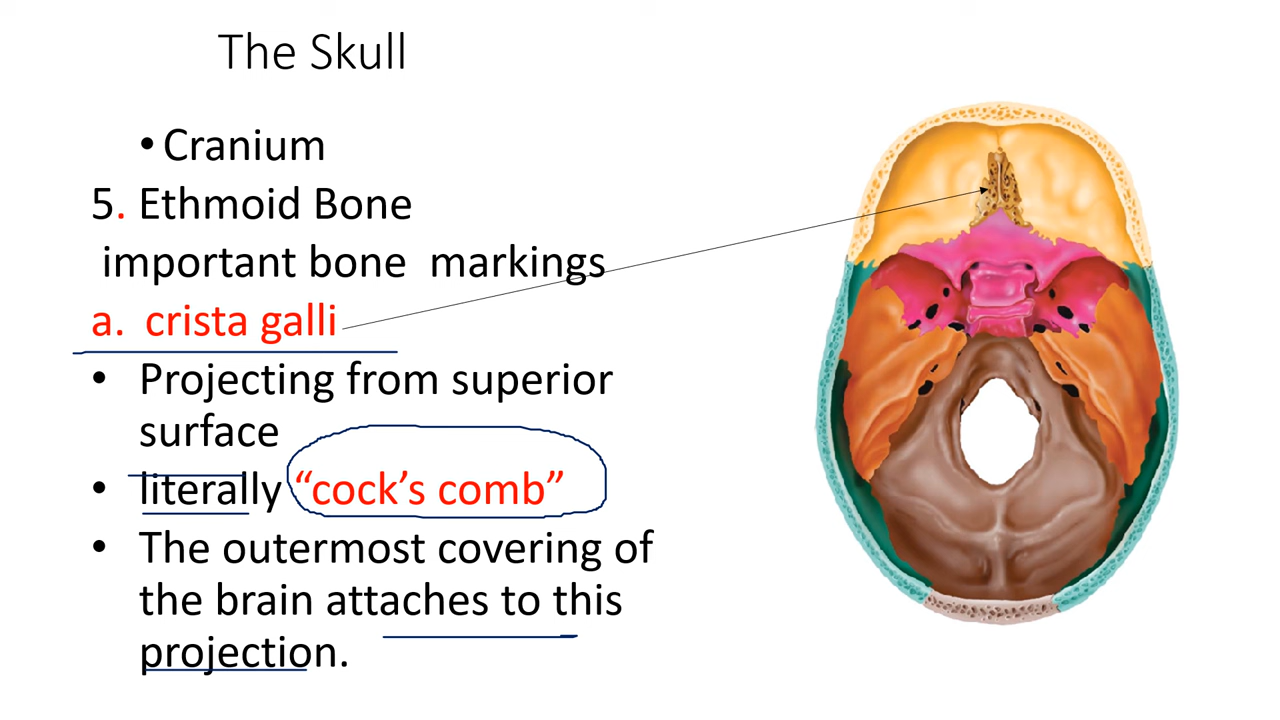 The Skull
• Cranium
5. Ethmoid Bone
important bone markings
a. crista galli
• Projecting from superior
surface
• literally “cock’s comb”
• The outermost covering of
the brain attaches to this
projection.